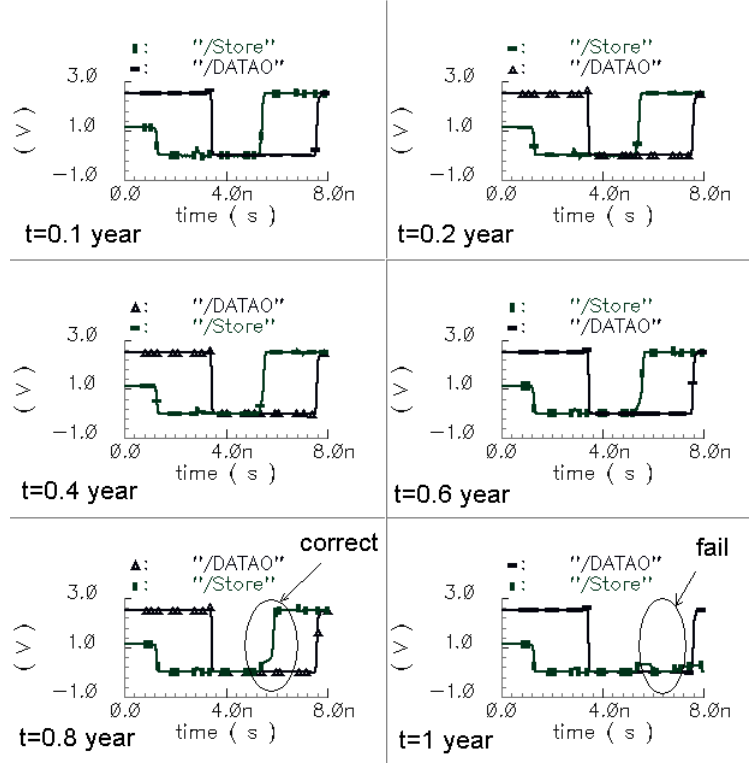 "/Store"
"/DATAO"
3.0
1.0
-1.0
(V)
0.0 4.0n 8.0n
time ( s )
t=0.1 year
"/Store"
"/DATAO"
3.0
1.0
-1.0
(V)
0.0 4.0n 8.0n
time ( s )
t=0.2 year
"/DATAO"
"/Store"
3.0
1.0
-1.0
(V)
0.0 4.0n 8.0n
time ( s )
t=0.4 year
"/Store"
"/DATAO"
3.0
1.0
-1.0
(V)
0.0 4.0n 8.0n
time ( s )
t=0.6 year
correct
"/DATAO"
"/Store"
3.0
1.0
-1.0
(V)
0.0 4.0n 8.0n
time ( s )
t=0.8 year
fail
"/DATAO"
"/Store"
3.0
1.0
-1.0
(V)
0.0 4.0n 8.0n
time ( s )
t=1 year